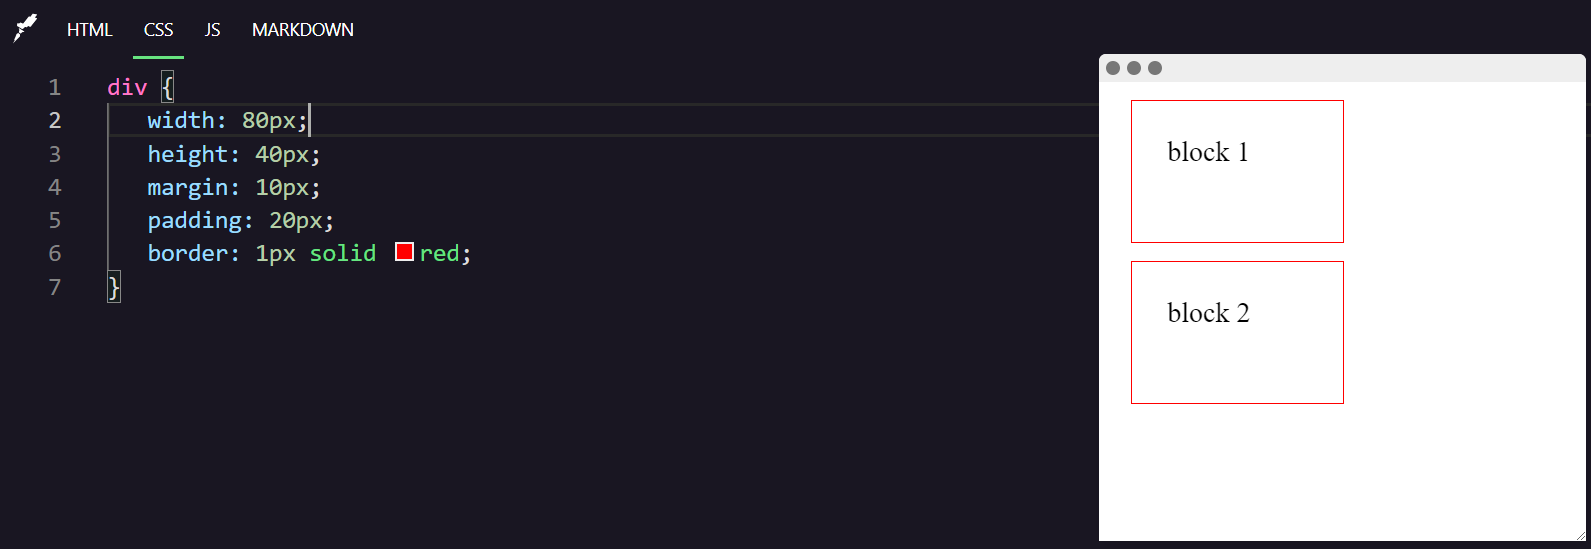 HTML CSS JS MARKDOWN
1 div {
2 width: 80px;
3 height: 40px;
4 margin: 10px;
5 padding: 20px;
6 border: 1px solid red;
7 }
block 1
block 2